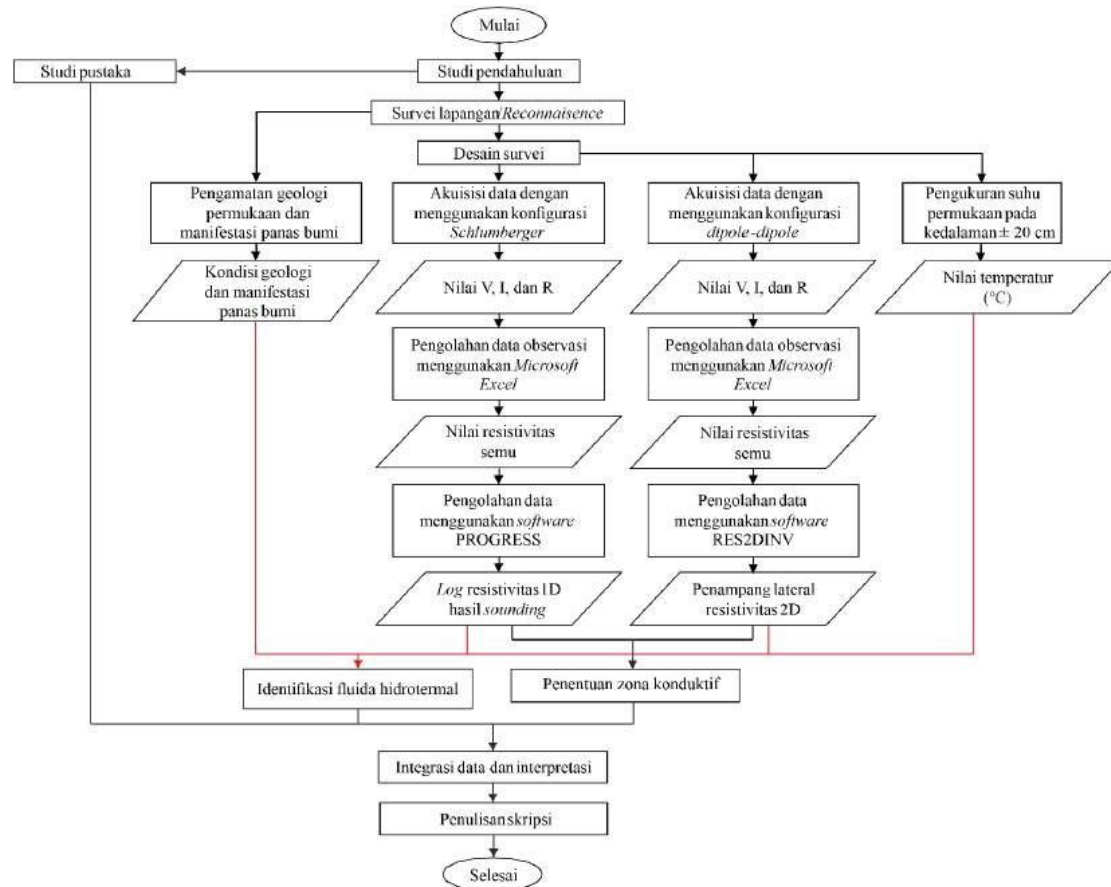 Mulai
Studi pustaka
Studi pendahuluan
Survei lapangan/Reconnaisence
Desain survei
Pengamatan geologi
permukaan dan
manifestasi panas bumi
Akuisisi data dengan
menggunakan konfigurasi
Schlumberger
Akuisisi data dengan
menggunakan konfigurasi
dipole-dipole
Pengukuran suhu
permukaan pada
kedalaman ± 20 cm
Kondisi geologi
dan manifestasi
panas bumi
Nilai V, I, dan R
Nilai V, I, dan R
Nilai temperatur
(°C)
Pengolahan data observasi
menggunakan Microsoft
Excel
Pengolahan data observasi
menggunakan Microsoft
Excel
Nilai resistivitas
semu
Nilai resistivitas
semu
Pengolahan data
menggunakan software
PROGRESS
Pengolahan data
menggunakan software
RES2DINV
Log resistivitas 1D
hasil sounding
Penampang lateral
resistivitas 2D
Identifikasi fluida hidrotermal
Penentuan zona konduktif
Integrasi data dan interpretasi
Penulisan skripsi
Selesai